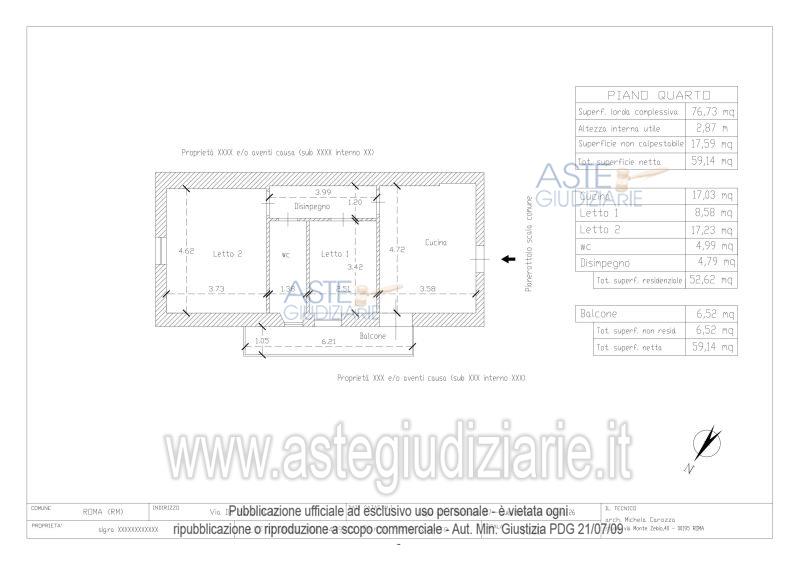 PIANO QUARTO
Superf. lorda complessiva 76,73 mq
Altezza interna utile 2,87 m
Superficie non calpestabile 17,59 mq
Tot. superficie netta 59,14 mq
Cucina 17,03 mq
Letto 1 8,58 mq
Letto 2 17,23 mq
wc 4,99 mq
Disimpegno 4,79 mq
Tot. superf. residenziale 52,62 mq
Balcone 6,52 mq
Tot. superf. non resid. 6,52 mq
Tot. superf. netta 59,14 mq
ASTE
GIUDIZIARIE
Proprietà XXXX e/o aventi causa (sub XXXX interno XX)
3.99
Disimpegno
1.20
4.62
Letto 2
wc
Letto 1
4.72
Cucina
3.42
3.73
1.38
2.51
3.58
ASTE
GIUDIZIARIE
Pianerottolo scala comune
Balcone
1.05
6.21
Proprietà XXX e/o aventi causa (sub XXX interno XXX)
www.astegiudiziarie.it
N
COMUNE
ROMA (RM)
INDIRIZZO
Via
PROPRIETA'
sig.ra XXXXXXXXXXXX
IL TECNICO
arch. Michela Carozza
via Monte Zebio,40 - 00195 ROMA
Pubblicazione ufficiale ad esclusivo uso personale - è vietata ogni
ripubblicazione o riproduzione a scopo commerciale - Aut. Min. Giustizia PDG 21/07/09